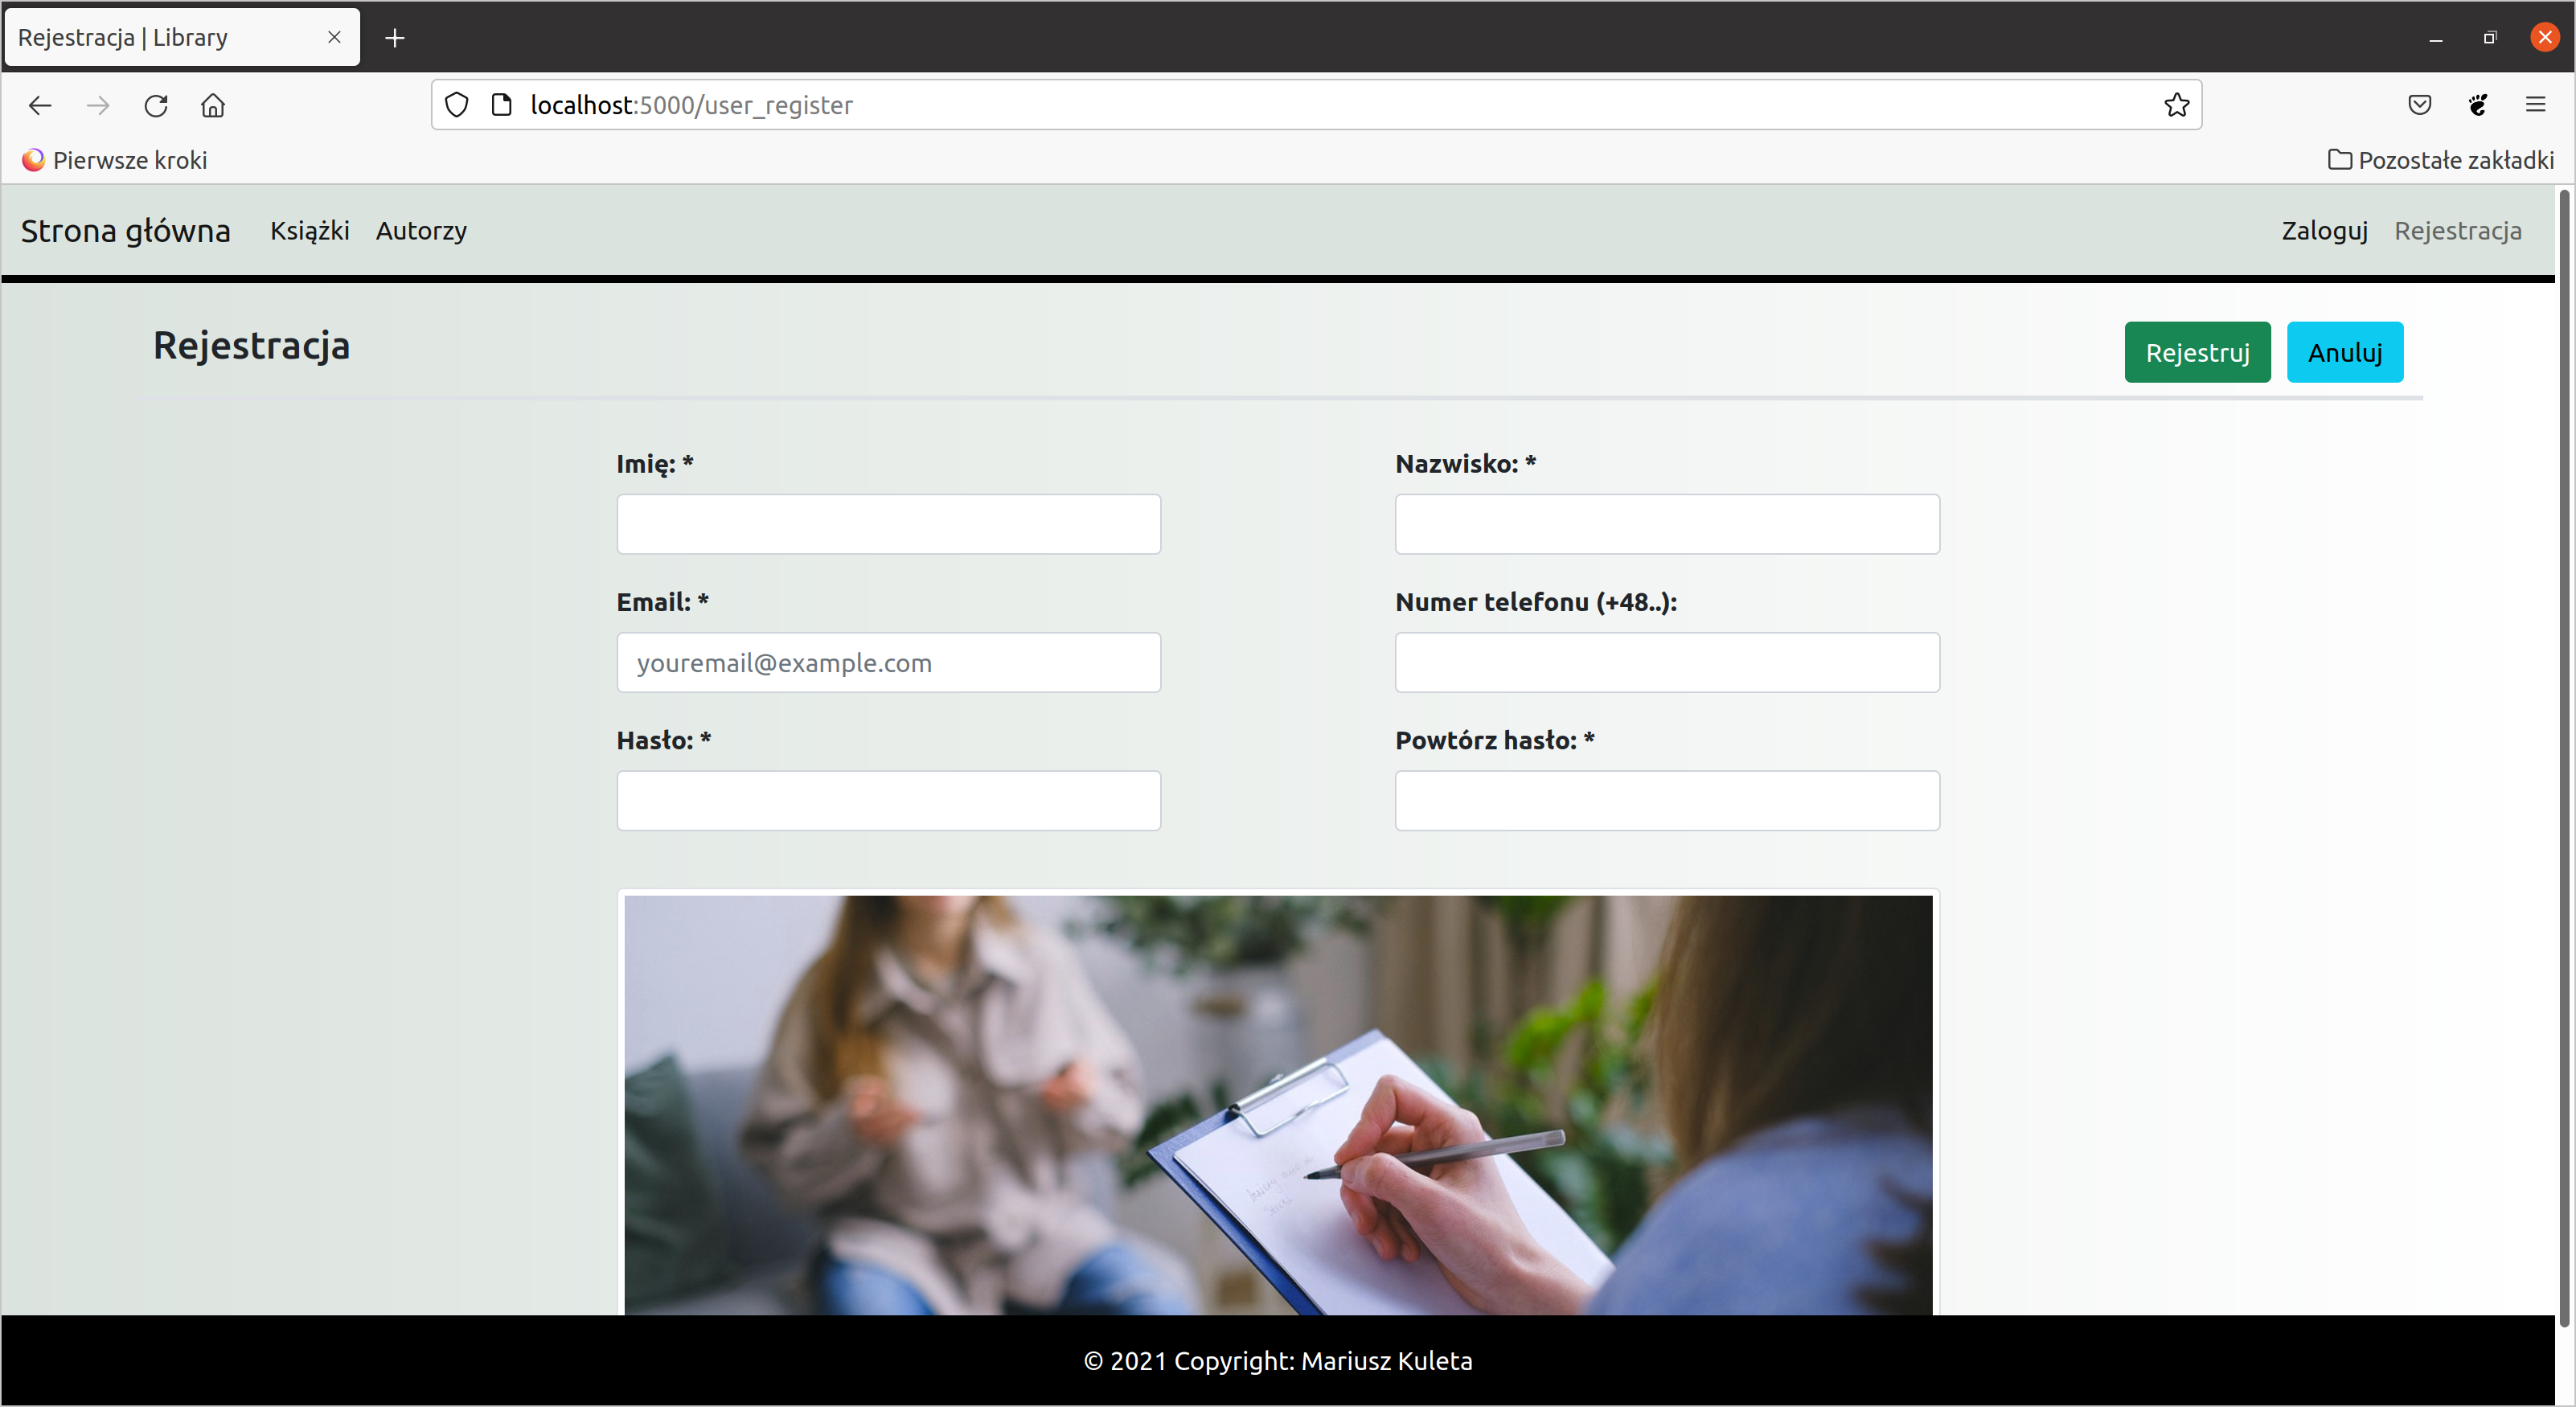 Rejestracja | Library
localhost:5000/user_register
Pierwsze kroki
Pozostałe zakładki
Strona główna Książki Autorzy Zaloguj Rejestracja
Rejestracja Rejestruj Anuluj
Imię: * Nazwisko: *
Email: * Numer telefonu (+48..):
youremail@example.com
Hasło: * Powtórz hasło: *
© 2021 Copyright: Mariusz Kuleta